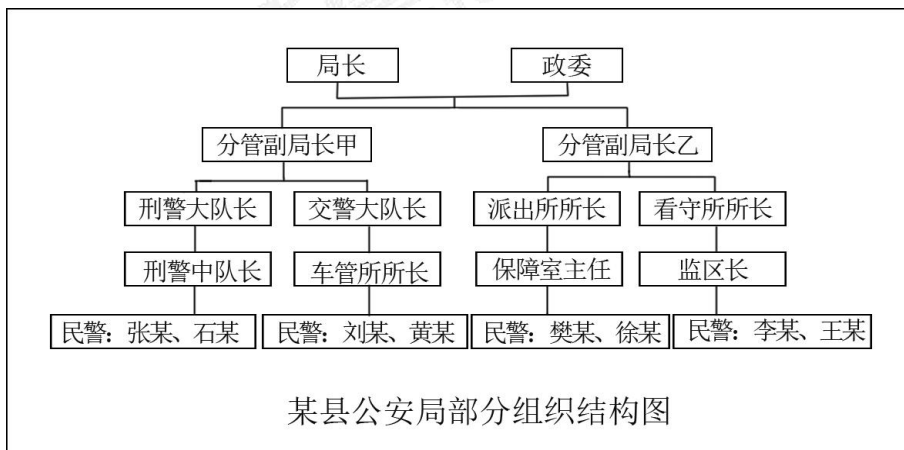 局长 政委
分管副局长甲 分管副局长乙
刑警大队长 交警大队长 派出所所长 看守所所长
刑警中队长 车管所所长 保障室主任 监区长
民警：张某、石某 民警：刘某、黄某 民警：樊某、徐某 民警：李某、王某
某县公安局部分组织结构图